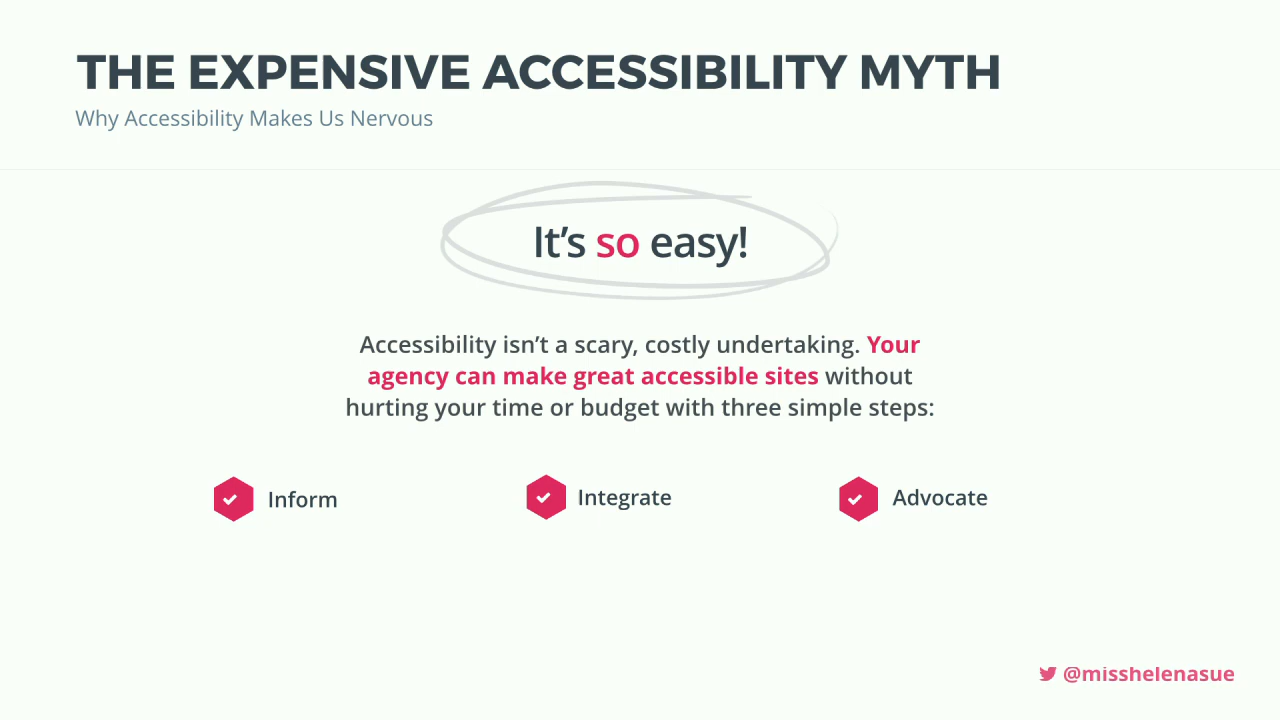 THE EXPENSIVE ACCESSIBILITY MYTH
Why Accessibility Makes Us Nervous
It's so easy!
Accessibility isn't a scary, costly undertaking. Your
agency can make great accessible sites without
hurting your time or budget with three simple steps:
Inform
Integrate
Advocate
@misshelenasue